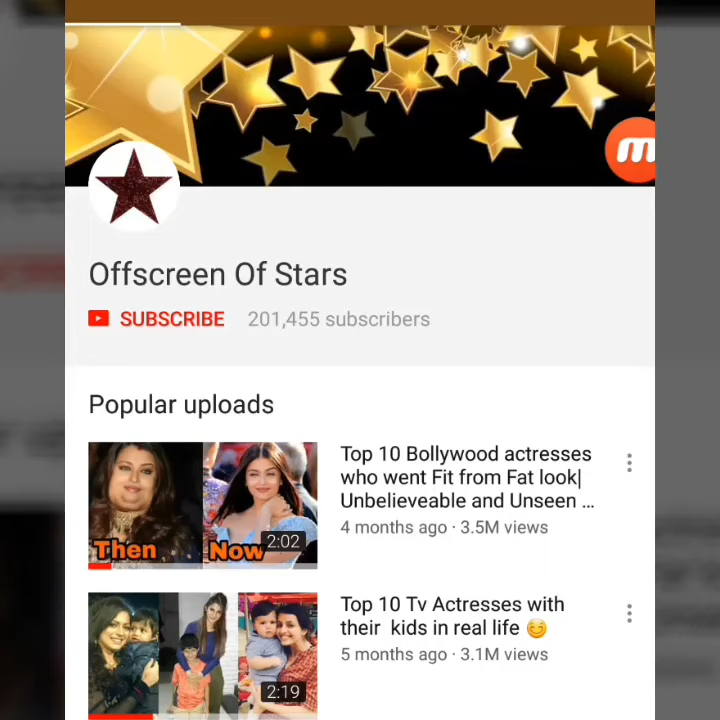 m
Offscreen Of Stars
SUBSCRIBE 201,455 subscribers
Popular uploads
Top 10 Bollywood actresses
who went Fit from Fat look|
Unbelieveable and Unseen ...
4 months ago · 3.5M views
Then Now 2:02
Top 10 Tv Actresses with
their kids in real life 😊
5 months ago · 3.1M views
2:19